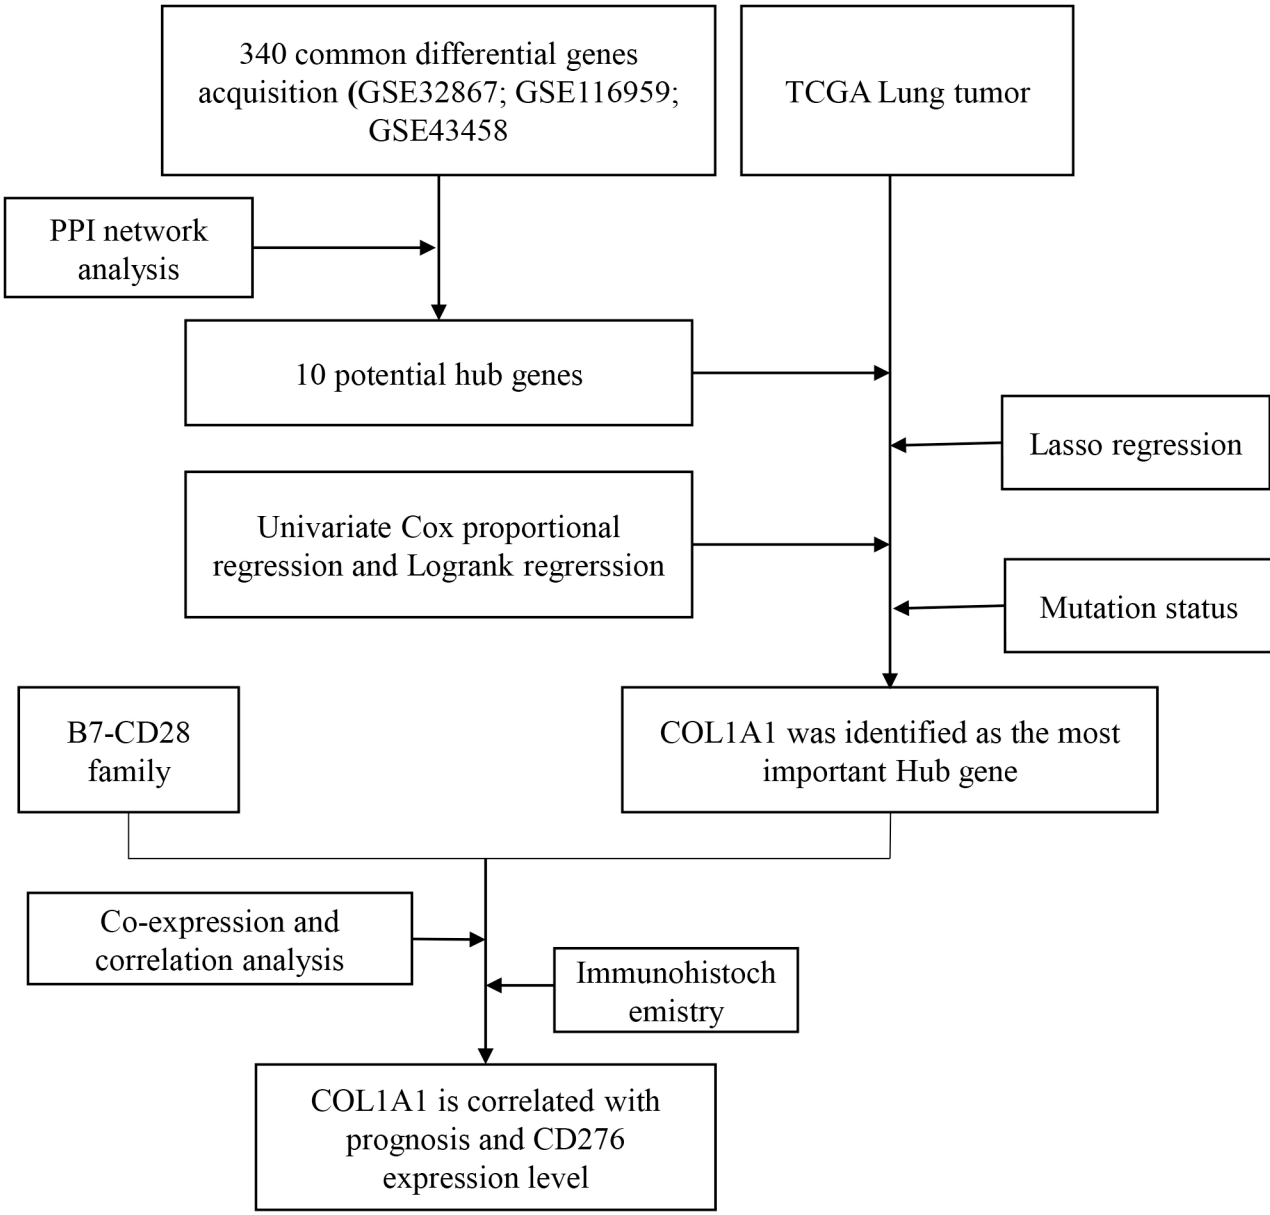 340 common differential genes
acquisition (GSE32867; GSE116959;
GSE43458
TCGA Lung tumor
PPI network
analysis
10 potential hub genes
Lasso regression
Univariate Cox proportional
regression and Logrank regrerssion
Mutation status
B7-CD28
family
COL1A1 was identified as the most
important Hub gene
Co-expression and
correlation analysis
Immunohistoch
emistry
COL1A1 is correlated with
prognosis and CD276
expression level